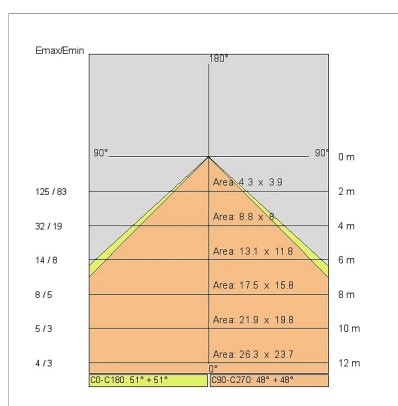 Emax/Emin
180°
90° 90° 0 m
Area: 4.3 x 3.9
125 / 83 2 m
Area: 8.8 x 8
32 / 19 4 m
Area: 13.1 x 11.8
14 / 8 6 m
Area: 17.5 x 15.8
8 / 5 8 m
Area: 21.9 x 19.8
5 / 3 10 m
Area: 26.3 x 23.7
4 / 3 12 m
0°
C0-C180: 51° + 51° C90-C270: 48° + 48°